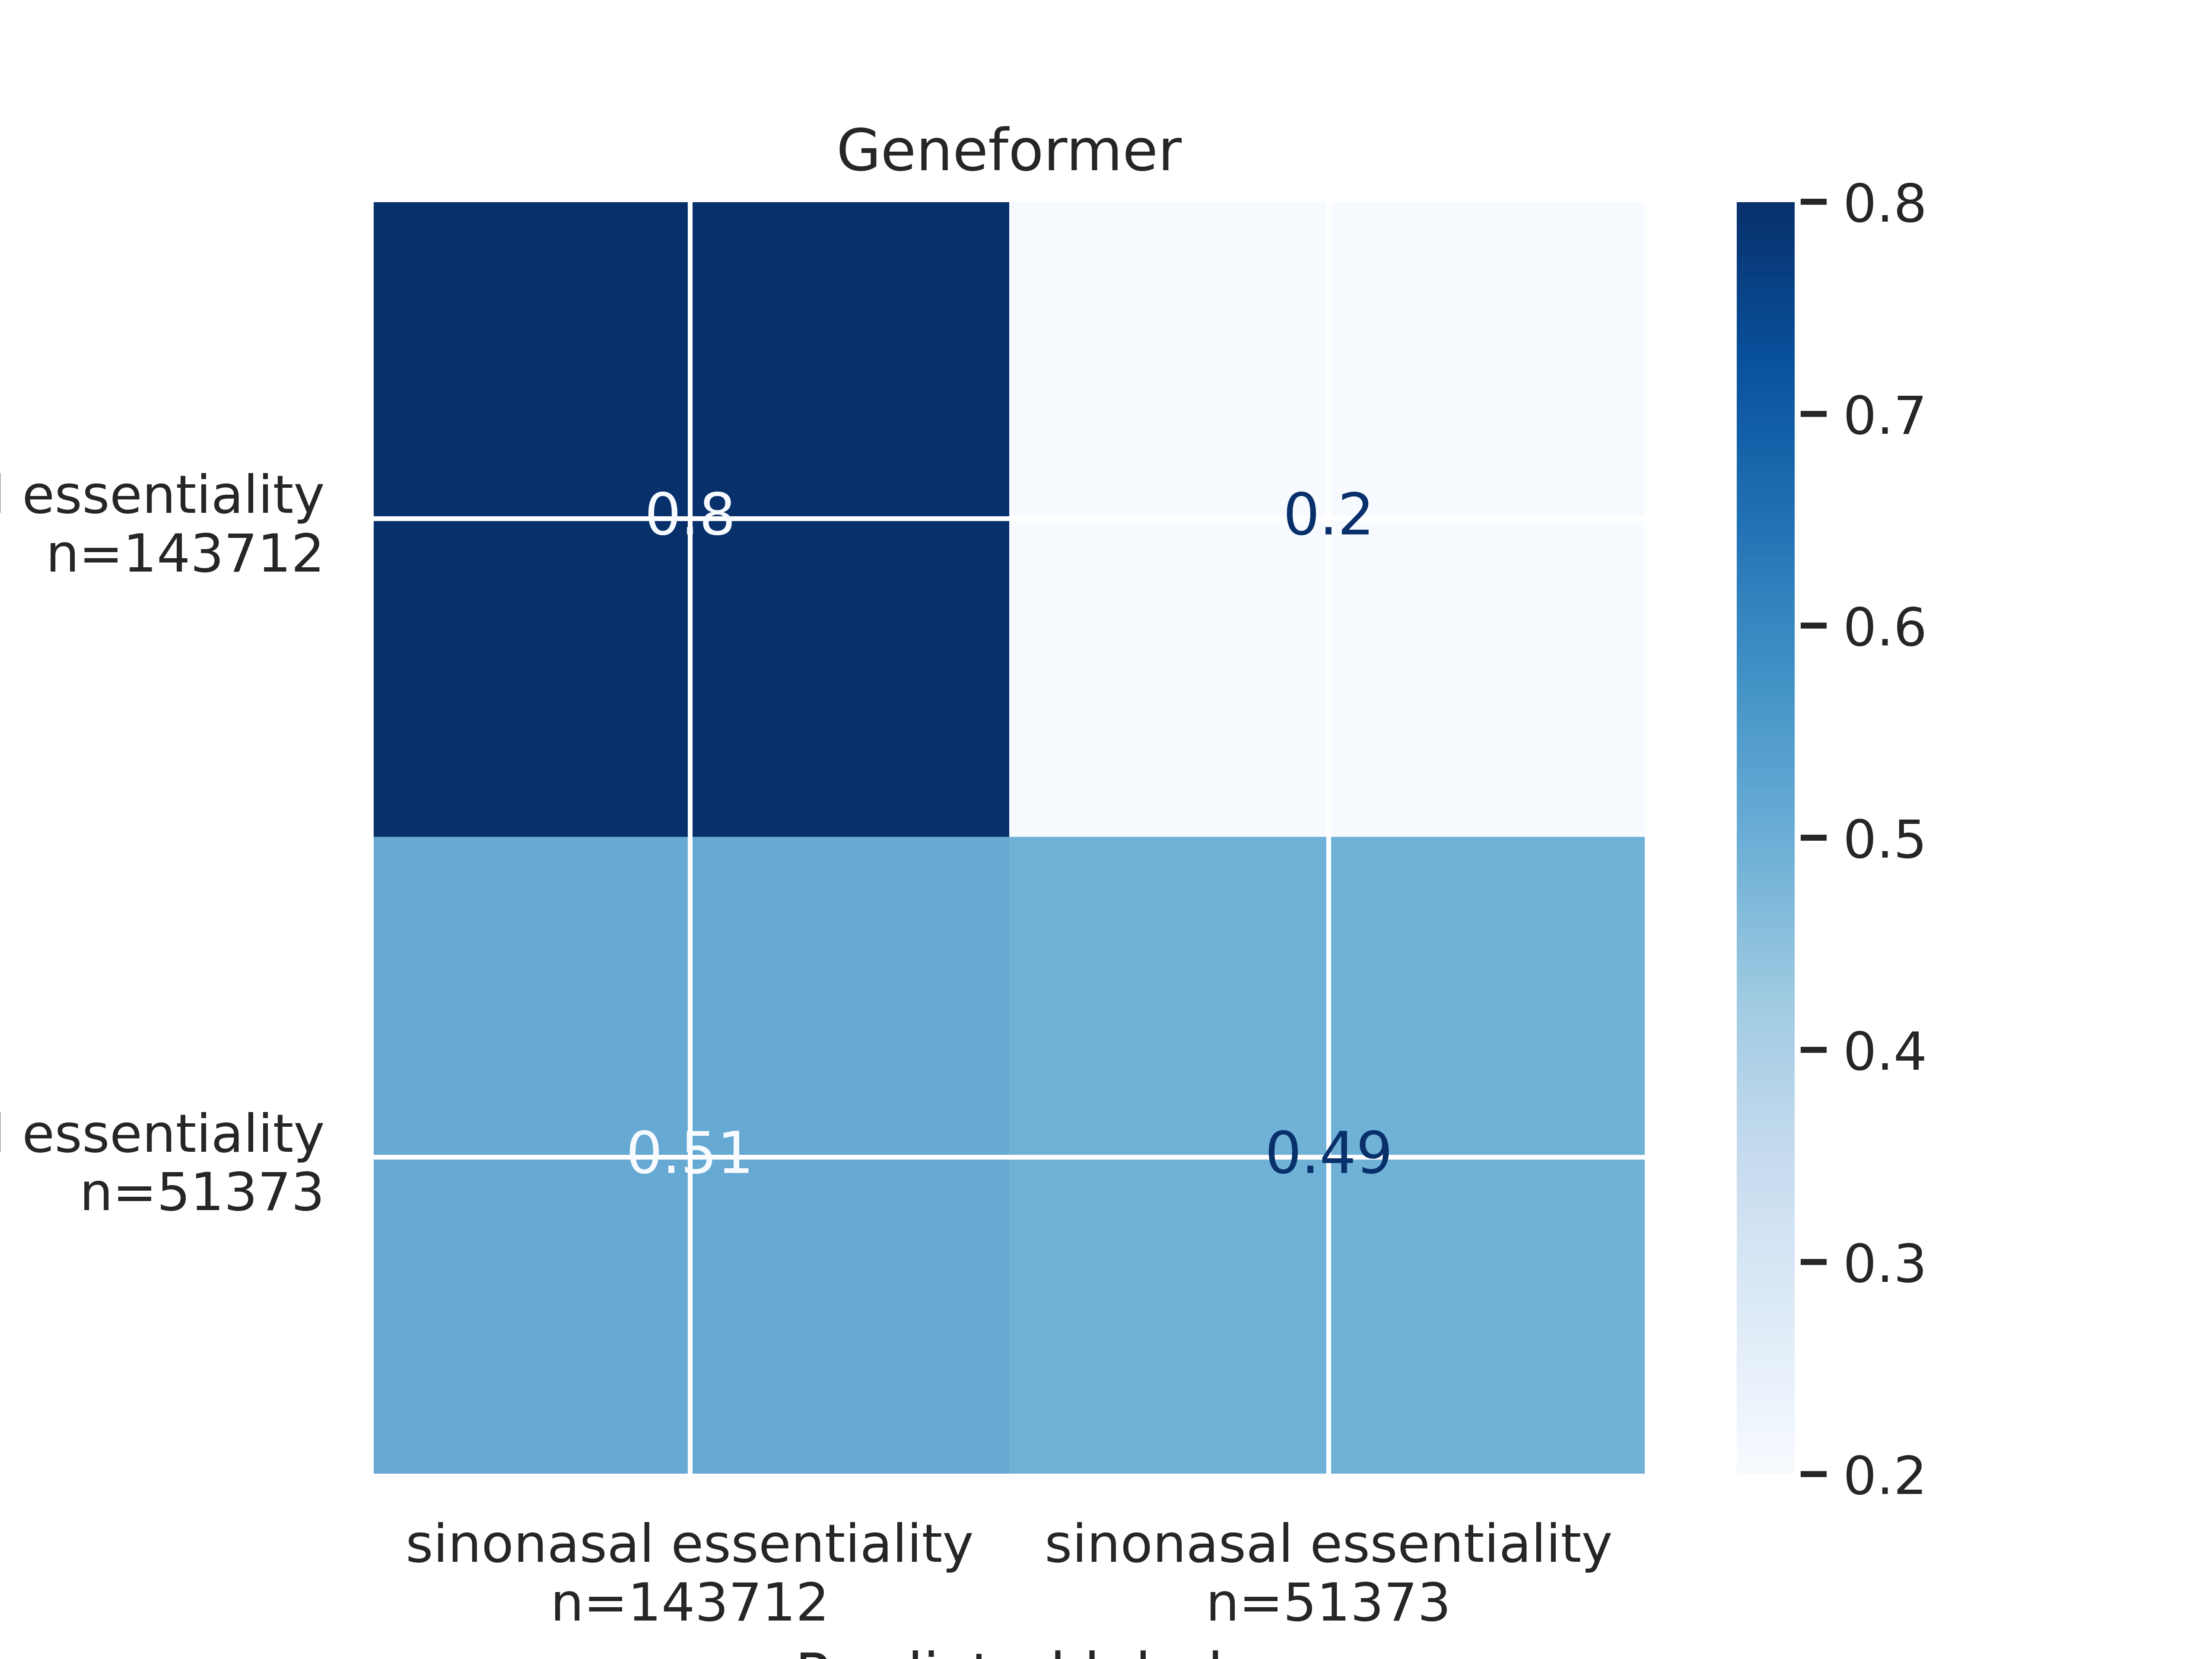 Geneformer
0.8
0.7
0.6
0.5
0.4
0.3
0.2
essentiality
n=143712
0.8 0.2
essentiality
n=51373
0.51 0.49
sinonasal essentiality sinonasal essentiality
n=143712 n=51373